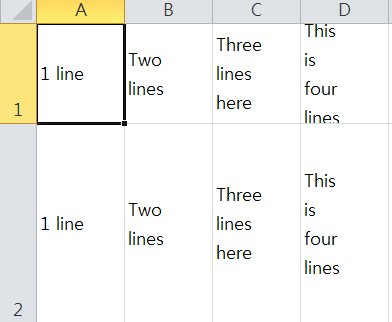 A B C D
1
1 line
Two
lines
Three
lines
here
This
is
four
lines
2
1 line
Two
lines
Three
lines
here
This
is
four
lines